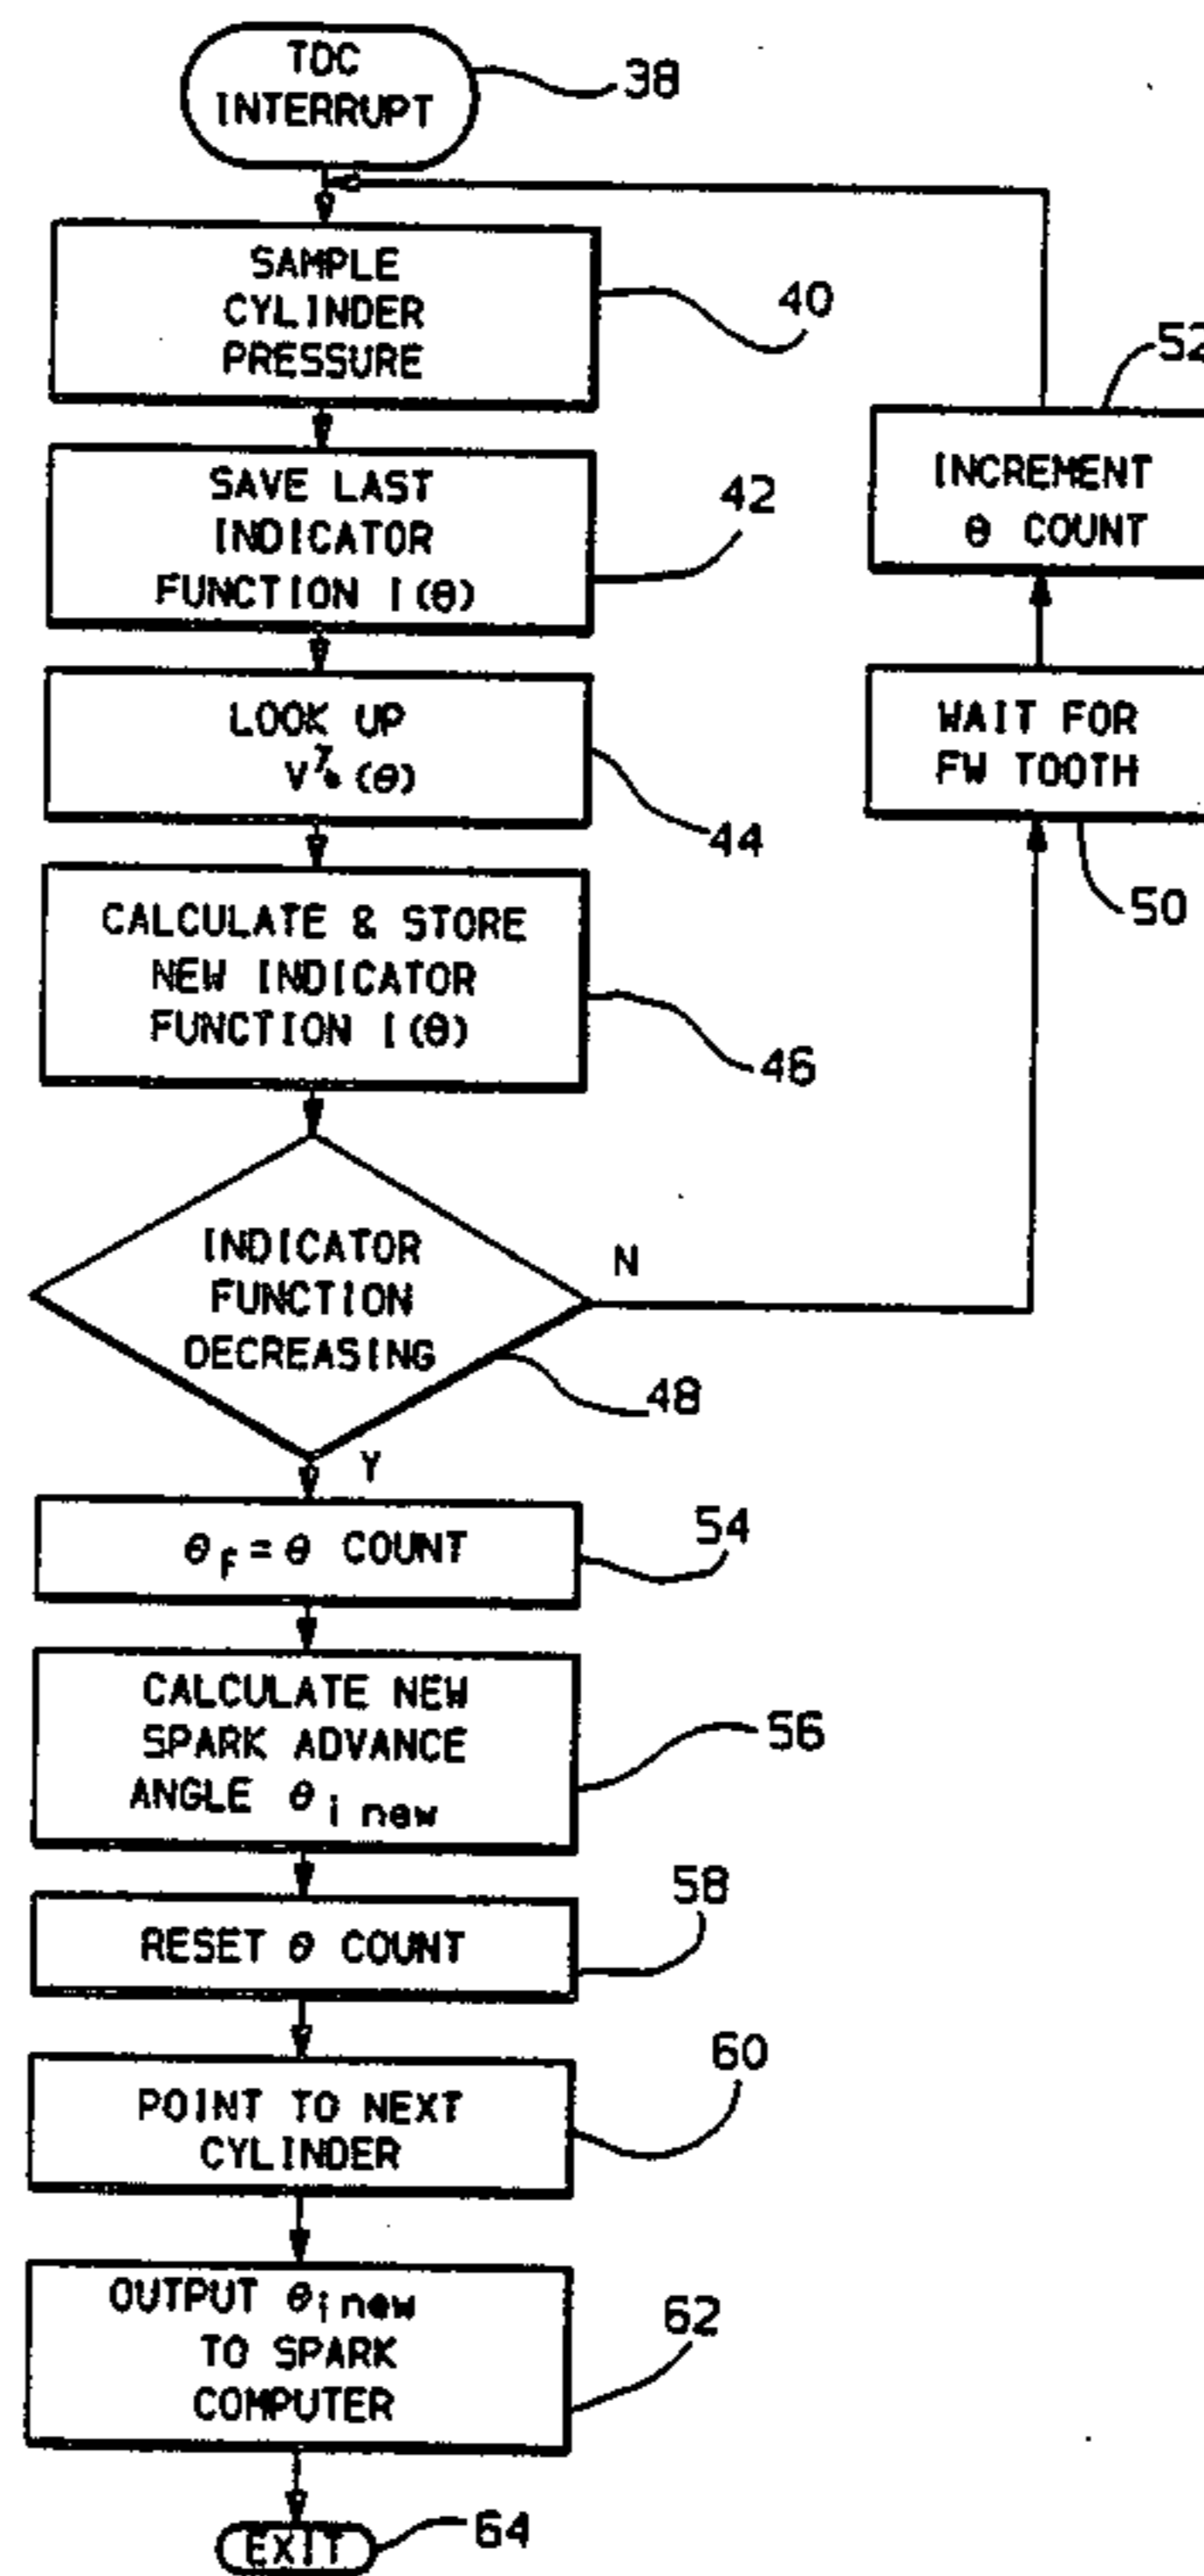 TDC
INTERRUPT
38
SAMPLE
CYLINDER
PRESSURE
40
SAVE LAST
INDICATOR
FUNCTION I(θ)
42
LOOK UP
(θ)
44
CALCULATE & STORE
NEW INDICATOR
FUNCTION I(θ)
46
INDICATOR
FUNCTION
DECREASING
48
N
Y
52
INCREMENT
θ COUNT
WAIT FOR
FW TOOTH
50
θF = θ COUNT
54
CALCULATE NEW
SPARK ADVANCE
ANGLE θi new
56
RESET θ COUNT
58
POINT TO NEXT
CYLINDER
60
OUTPUT θi new
TO SPARK
COMPUTER
62
EXIT
64